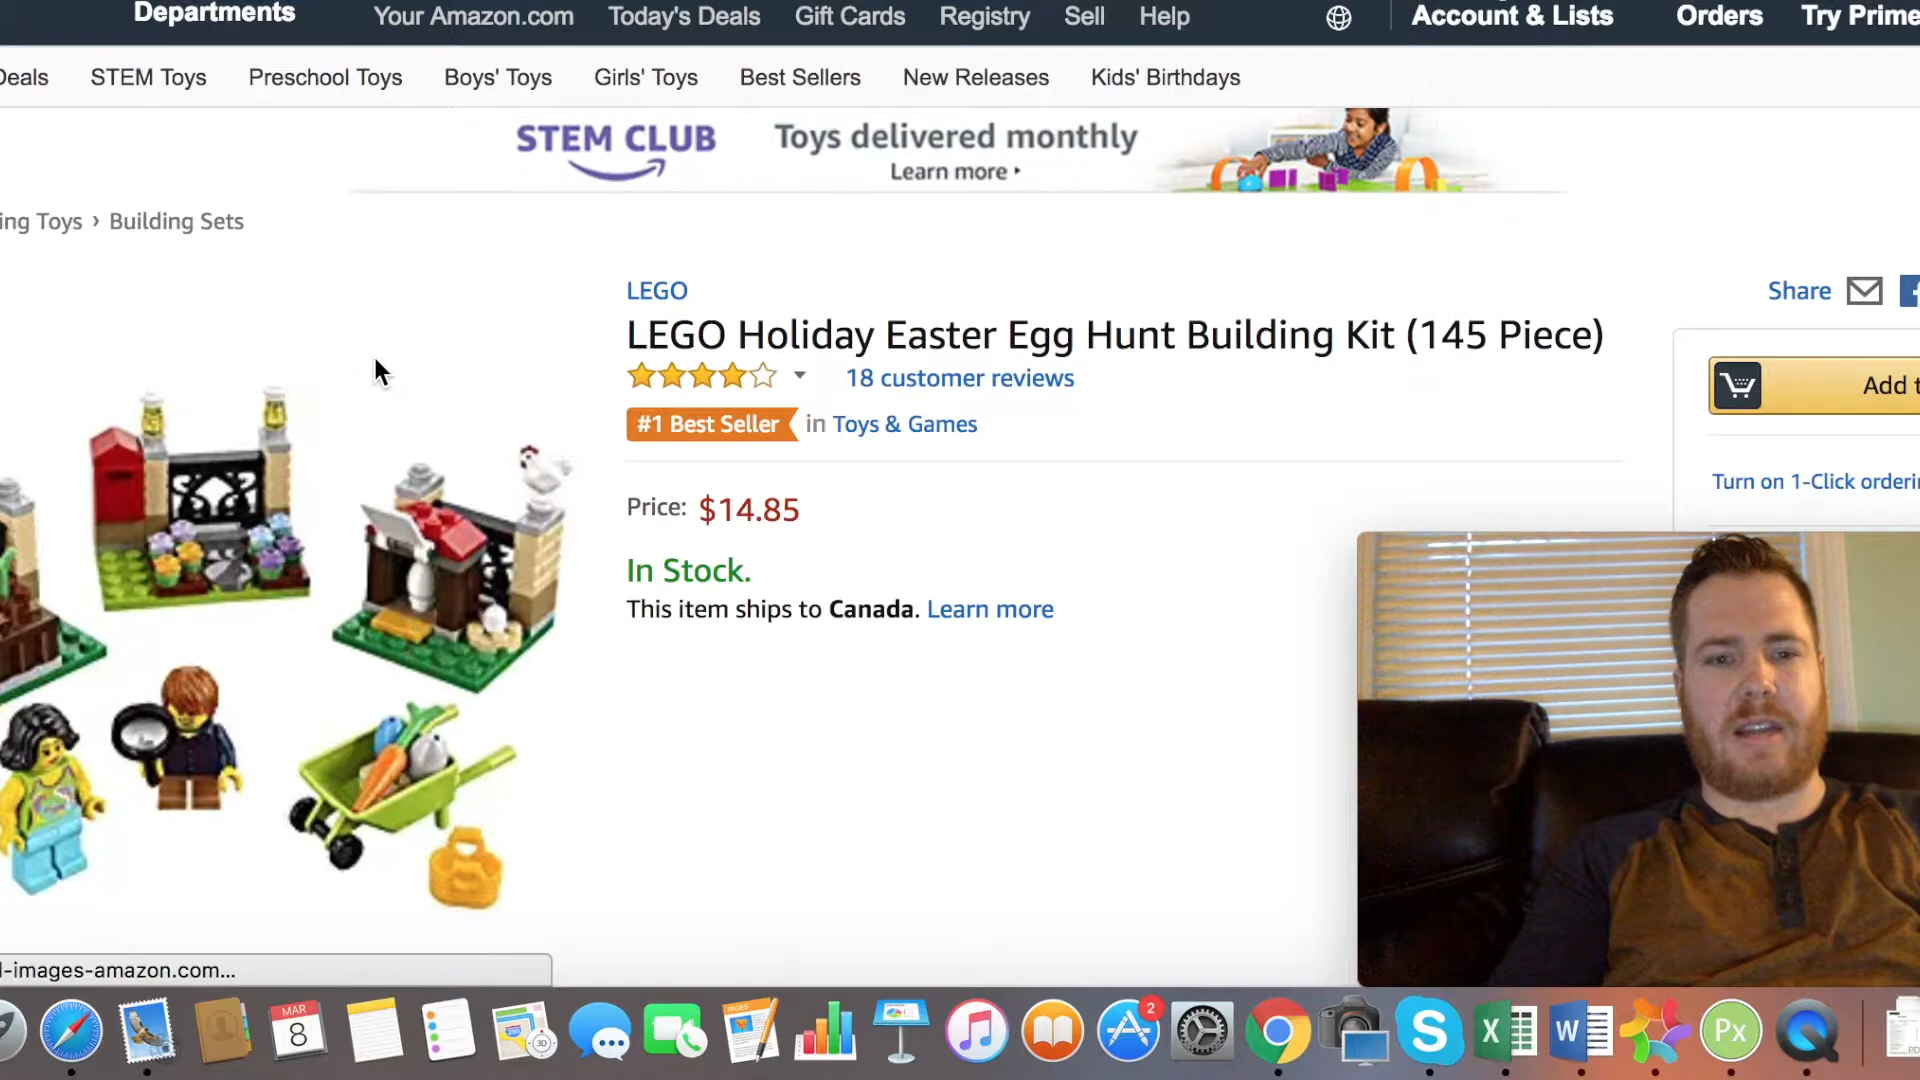 Departments
Your Amazon.com Today's Deals Gift Cards Registry Sell Help
Account & Lists Orders Try Prime
Deals STEM Toys Preschool Toys Boys' Toys Girls' Toys Best Sellers New Releases Kids' Birthdays
STEM CLUB
Toys delivered monthly
Learn more
ing Toys › Building Sets
LEGO
Share
LEGO Holiday Easter Egg Hunt Building Kit (145 Piece)
18 customer reviews
Add t
#1 Best Seller in Toys & Games
Turn on 1-Click orderi
Price: $14.85
In Stock.
This item ships to Canada. Learn more
l-images-amazon.com...
MAR
8
3D
PAGES
2
S
X
W
Px